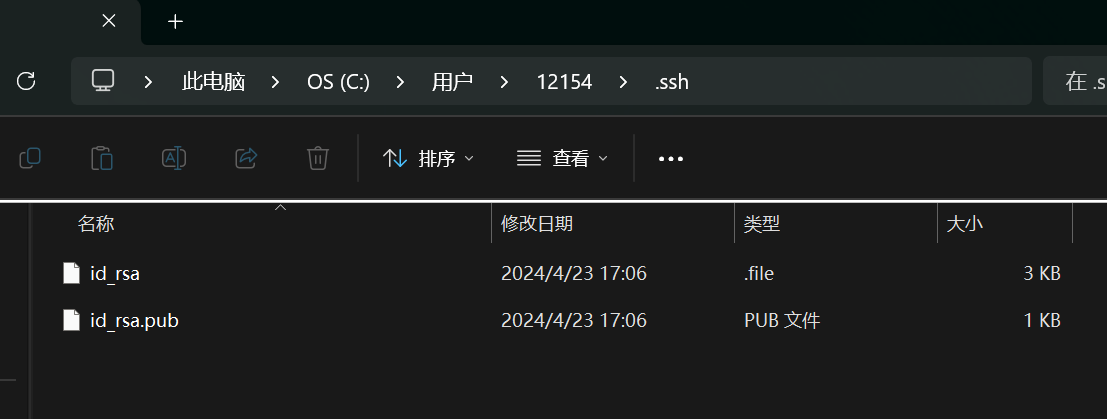 此电脑 OS (C:) 用户 12154 .ssh 在 .s
排序 查看
名称 修改日期 类型 大小
id_rsa 2024/4/23 17:06 .file 3 KB
id_rsa.pub 2024/4/23 17:06 PUB 文件 1 KB